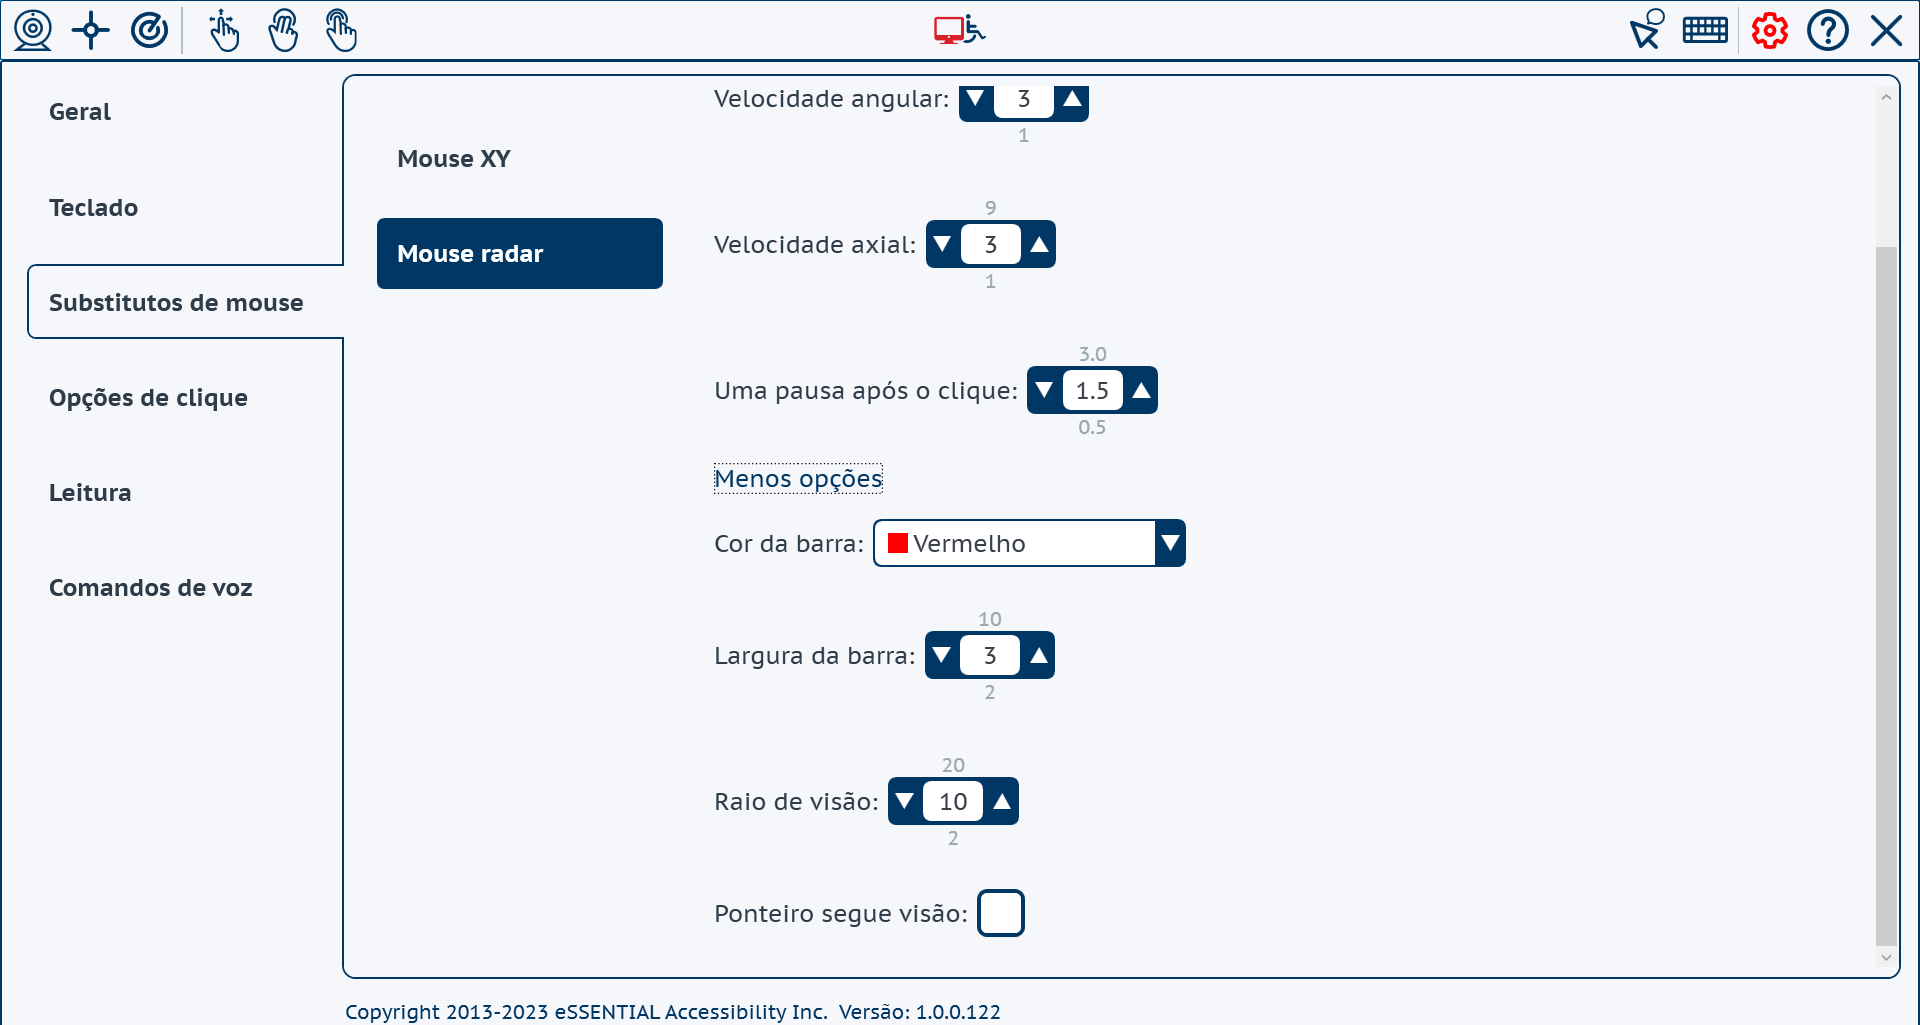 Geral
Teclado
Substitutos de mouse
Opções de clique
Leitura
Comandos de voz
Mouse XY
Mouse radar
Velocidade angular: 3
1
9
Velocidade axial: 3
1
3.0
Uma pausa após o clique: 1.5
0.5
Menos opções
Cor da barra: Vermelho
10
Largura da barra: 3
2
20
Raio de visão: 10
2
Ponteiro segue visão:
Copyright 2013-2023 eSSENTIAL Accessibility Inc. Versão: 1.0.0.122